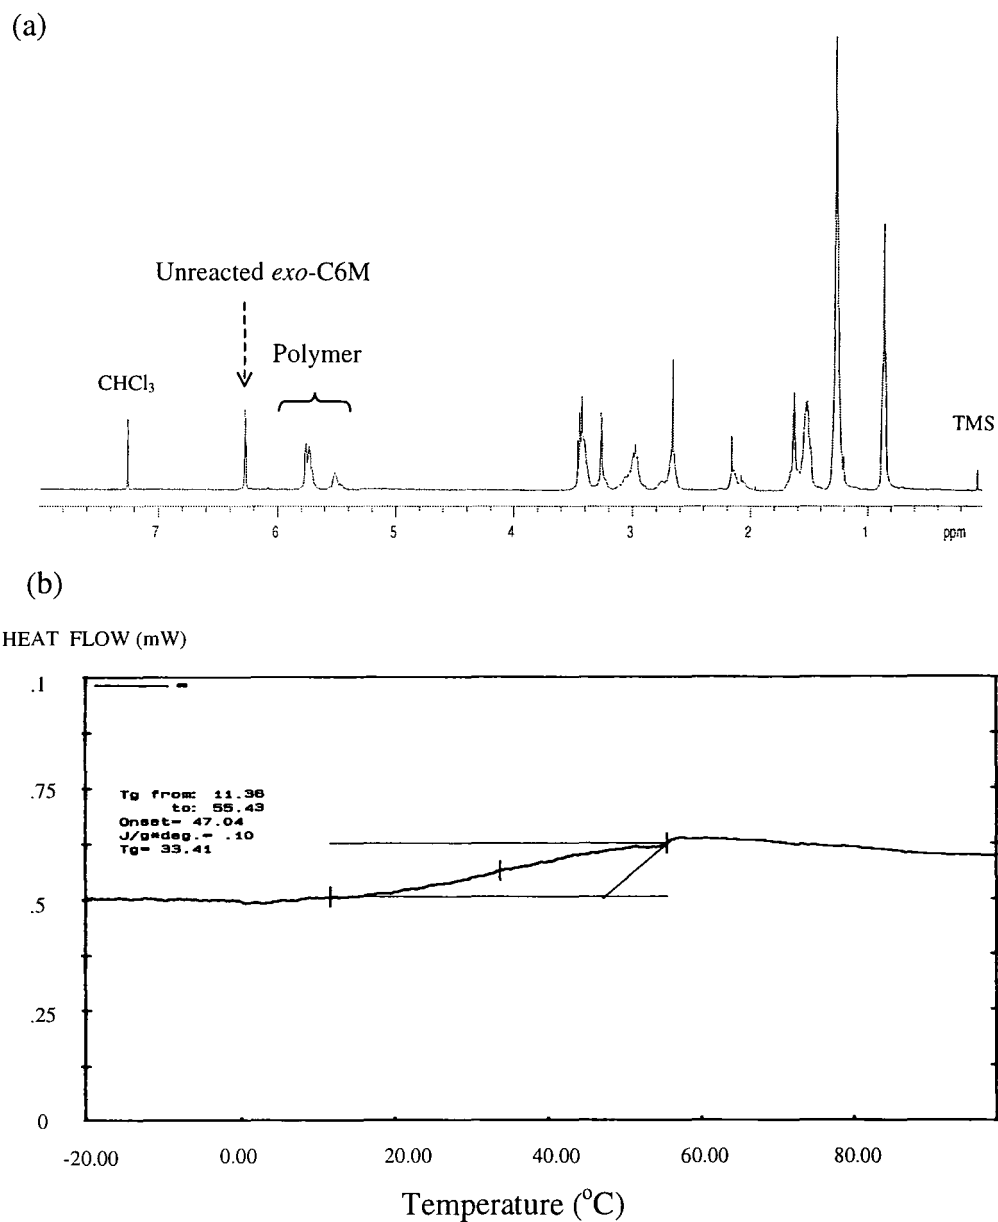 (a)
Unreacted exo-C6M
Polymer
CHCl₃
TMS
7 6 5 4 3 2 1 ppm
(b)
HEAT FLOW (mW)
.1
.75
.5
.25
0
Tg from: 11.36
to: 55.43
Onset= 47.04
J/g*deg.= .10
Tg= 33.41
-20.00 0.00 20.00 40.00 60.00 80.00
Temperature (°C)